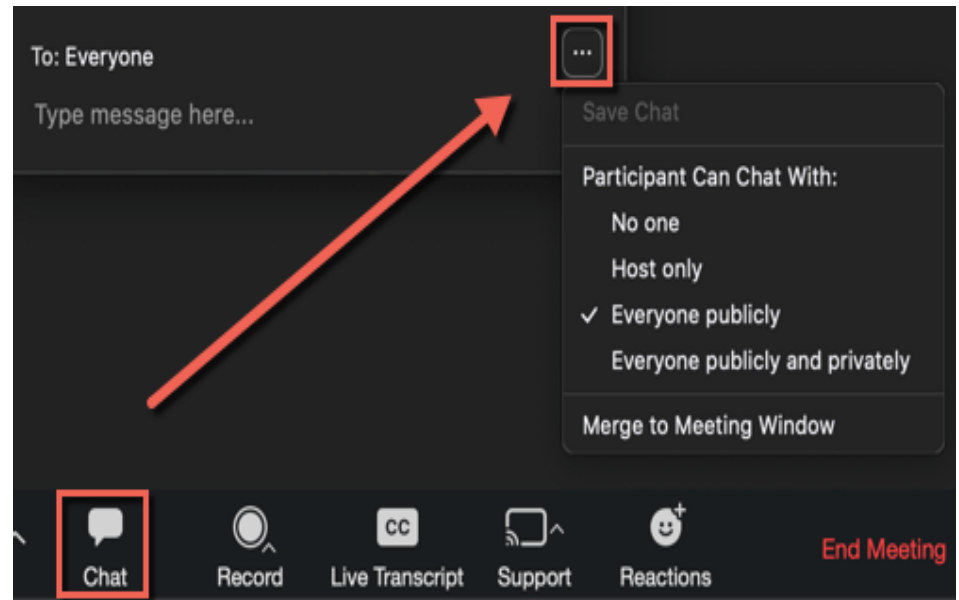 To: Everyone
...
Type message here...
Save Chat
Participant Can Chat With:
No one
Host only
Everyone publicly
Everyone publicly and privately
Merge to Meeting Window
CC
Chat
Record
Live Transcript
Support
Reactions
End Meeting